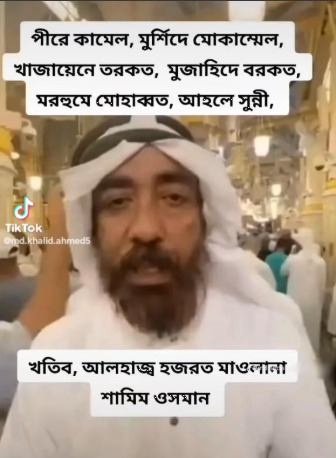 পীরে কামেল, মুর্শিদে মোকাম্মেল,
খাজায়েনে তরকত, মুজাহিদে বরকত,
মরহুমে মোহাব্বত, আহলে সুন্নী,
TikTok
@md.khalid.ahmed5
খতিব, আলহাজ্ব হজরত মাওলানা
শামিম ওসমান